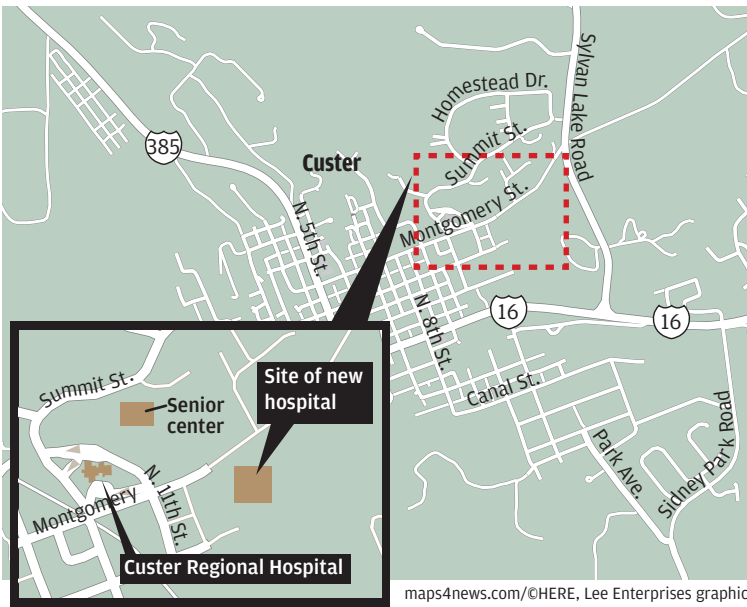 Homestead Dr.
Sylvan Lake Road
385
Summit St.
Custer
Montgomery St.
N. 5th St.
N. 8th St.
16
16
Canal St.
Park Ave.
Sidney Park Road
Summit St.
Senior
center
Site of new
hospital
N. 11th St.
Montgomery
Custer Regional Hospital
maps4news.com/©HERE, Lee Enterprises graphic